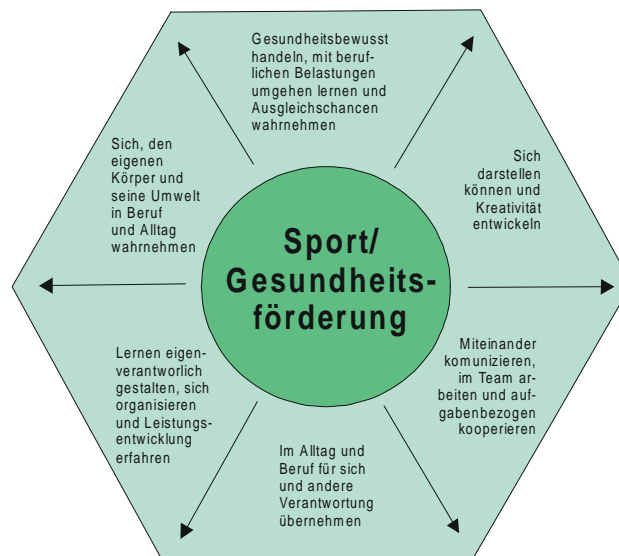 Gesundheitsbewusst
handeln, mit beruf-
lichen Belastungen
umgehen lernen und
Ausgleichschancen
wahrnehmen
Sich, den
eigenen
Körper und
seine Umwelt
in Beruf
und Alltag
wahrnehmen
Sich
darstellen
können und
Kreativität
entwickeln
Sport/
Gesundheits-
förderung
Lernen eigen-
verantworlich
gestalten, sich
organisieren
und Leistungs-
entwicklung
erfahren
Miteinander
komunizieren,
im Team ar-
beiten und auf-
gabenbezogen
kooperieren
Im Alltag und
Beruf für sich
und andere
Verantwortung
übernehmen